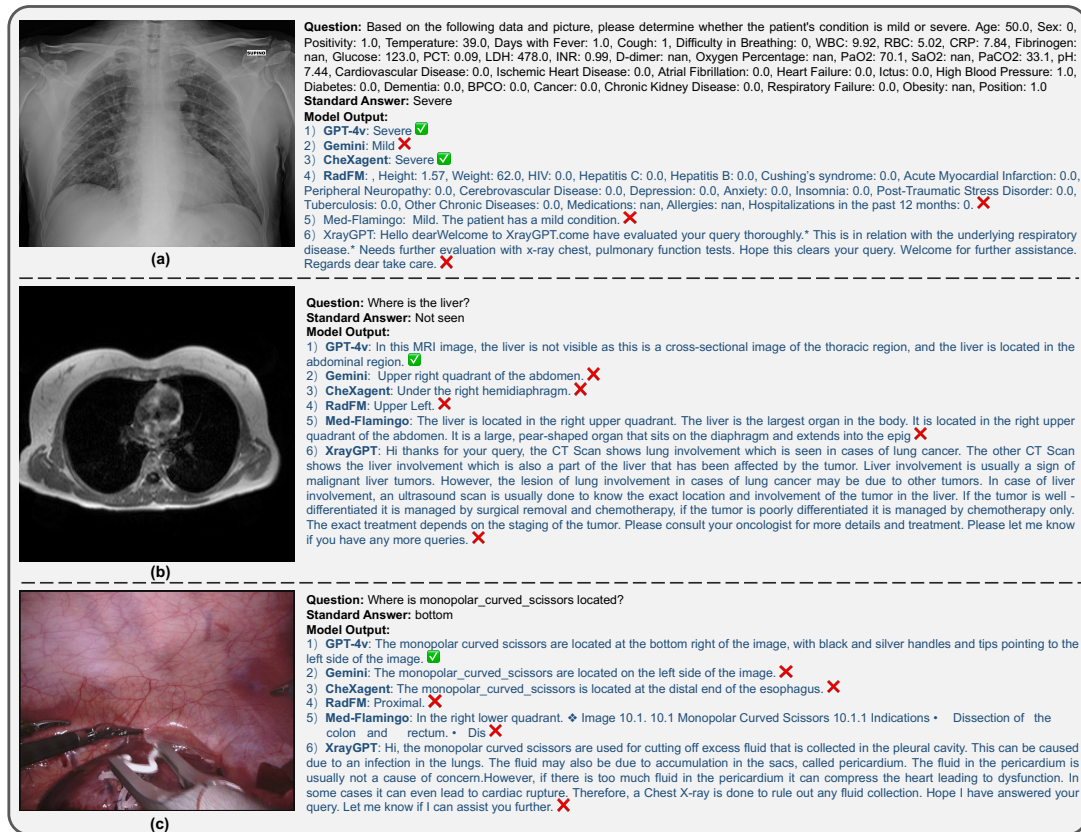 SUPINO
Question: Based on the following data and picture, please determine whether the patient's condition is mild or severe. Age: 50.0, Sex: 0,
Positivity: 1.0, Temperature: 39.0, Days with Fever: 1.0, Cough: 1, Difficulty in Breathing: 0, WBC: 9.92, RBC: 5.02, CRP: 7.84, Fibrinogen:
nan, Glucose: 123.0, PCT: 0.09, LDH: 478.0, INR: 0.99, D-dimer: nan, Oxygen Percentage: nan, PaO2: 70.1, SaO2: nan, PaCO2: 33.1, pH:
7.44, Cardiovascular Disease: 0.0, Ischemic Heart Disease: 0.0, Atrial Fibrillation: 0.0, Heart Failure: 0.0, Ictus: 0.0, High Blood Pressure: 1.0,
Diabetes: 0.0, Dementia: 0.0, BPCO: 0.0, Cancer: 0.0, Chronic Kidney Disease: 0.0, Respiratory Failure: 0.0, Obesity: nan, Position: 1.0
Standard Answer: Severe
Model Output:
1) GPT-4v: Severe ✅
2) Gemini: Mild ❌
3) CheXagent: Severe ✅
4) RadFM: , Height: 1.57, Weight: 62.0, HIV: 0.0, Hepatitis C: 0.0, Hepatitis B: 0.0, Cushing's syndrome: 0.0, Acute Myocardial Infarction: 0.0,
Peripheral Neuropathy: 0.0, Cerebrovascular Disease: 0.0, Depression: 0.0, Anxiety: 0.0, Insomnia: 0.0, Post-Traumatic Stress Disorder: 0.0,
Tuberculosis: 0.0, Other Chronic Diseases: 0.0, Medications: nan, Allergies: nan, Hospitalizations in the past 12 months: 0. ❌
5) Med-Flamingo: Mild. The patient has a mild condition. ❌
6) XrayGPT: Hello dearWelcome to XrayGPT.come have evaluated your query thoroughly.* This is in relation with the underlying respiratory
disease.* Needs further evaluation with x-ray chest, pulmonary function tests. Hope this clears your query. Welcome for further assistance.
Regards dear take care. ❌
(a)
Question: Where is the liver?
Standard Answer: Not seen
Model Output:
1) GPT-4v: In this MRI image, the liver is not visible as this is a cross-sectional image of the thoracic region, and the liver is located in the
abdominal region. ✅
2) Gemini: Upper right quadrant of the abdomen. ❌
3) CheXagent: Under the right hemidiaphragm. ❌
4) RadFM: Upper Left. ❌
5) Med-Flamingo: The liver is located in the right upper quadrant. The liver is the largest organ in the body. It is located in the right upper
quadrant of the abdomen. It is a large, pear-shaped organ that sits on the diaphragm and extends into the epig ❌
6) XrayGPT: Hi thanks for your query, the CT Scan shows lung involvement which is seen in cases of lung cancer. The other CT Scan
shows the liver involvement which is also a part of the liver that has been affected by the tumor. Liver involvement is usually a sign of
malignant liver tumors. However, the lesion of lung involvement in cases of lung cancer may be due to other tumors. In case of liver
involvement, an ultrasound scan is usually done to know the exact location and involvement of the tumor in the liver. If the tumor is well -
differentiated it is managed by surgical removal and chemotherapy, if the tumor is poorly differentiated it is managed by chemotherapy only.
The exact treatment depends on the staging of the tumor. Please consult your oncologist for more details and treatment. Please let me know
if you have any more queries. ❌
(b)
Question: Where is monopolar_curved_scissors located?
Standard Answer: bottom
Model Output:
1) GPT-4v: The monopolar curved scissors are located at the bottom right of the image, with black and silver handles and tips pointing to the
left side of the image. ✅
2) Gemini: The monopolar_curved_scissors are located on the left side of the image. ❌
3) CheXagent: The monopolar_curved_scissors is located at the distal end of the esophagus. ❌
4) RadFM: Proximal. ❌
5) Med-Flamingo: In the right lower quadrant. ❖ Image 10.1. 10.1 Monopolar Curved Scissors 10.1.1 Indications • Dissection of the
colon and rectum. • Dis ❌
6) XrayGPT: Hi, the monopolar curved scissors are used for cutting off excess fluid that is collected in the pleural cavity. This can be caused
due to an infection in the lungs. The fluid may also be due to accumulation in the sacs, called pericardium. The fluid in the pericardium is
usually not a cause of concern.However, if there is too much fluid in the pericardium it can compress the heart leading to dysfunction. In
some cases it can even lead to cardiac rupture. Therefore, a Chest X-ray is done to rule out any fluid collection. Hope I have answered your
query. Let me know if I can assist you further. ❌
(c)